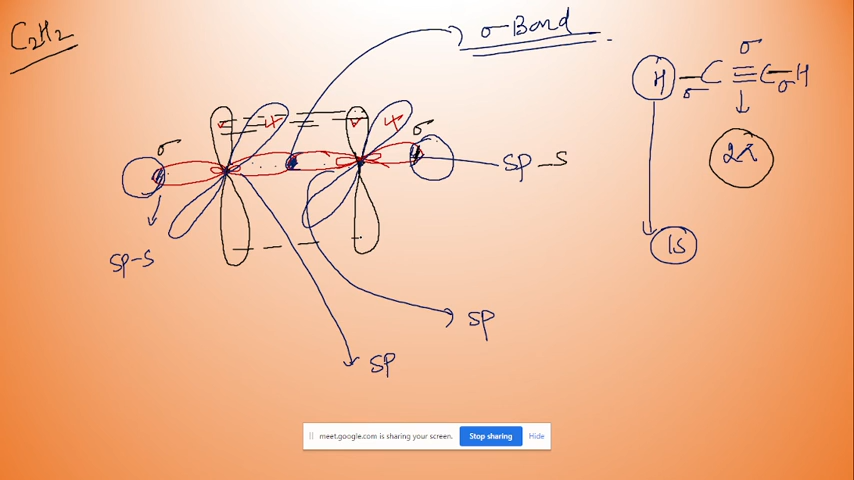 C₂H₂
σ-Bond
H - C ≡ C - H
σ
σ
σ
2π
1S
σ
σ
SP-S
SP-S
SP
SP
meet.google.com is sharing your screen. Stop sharing Hide